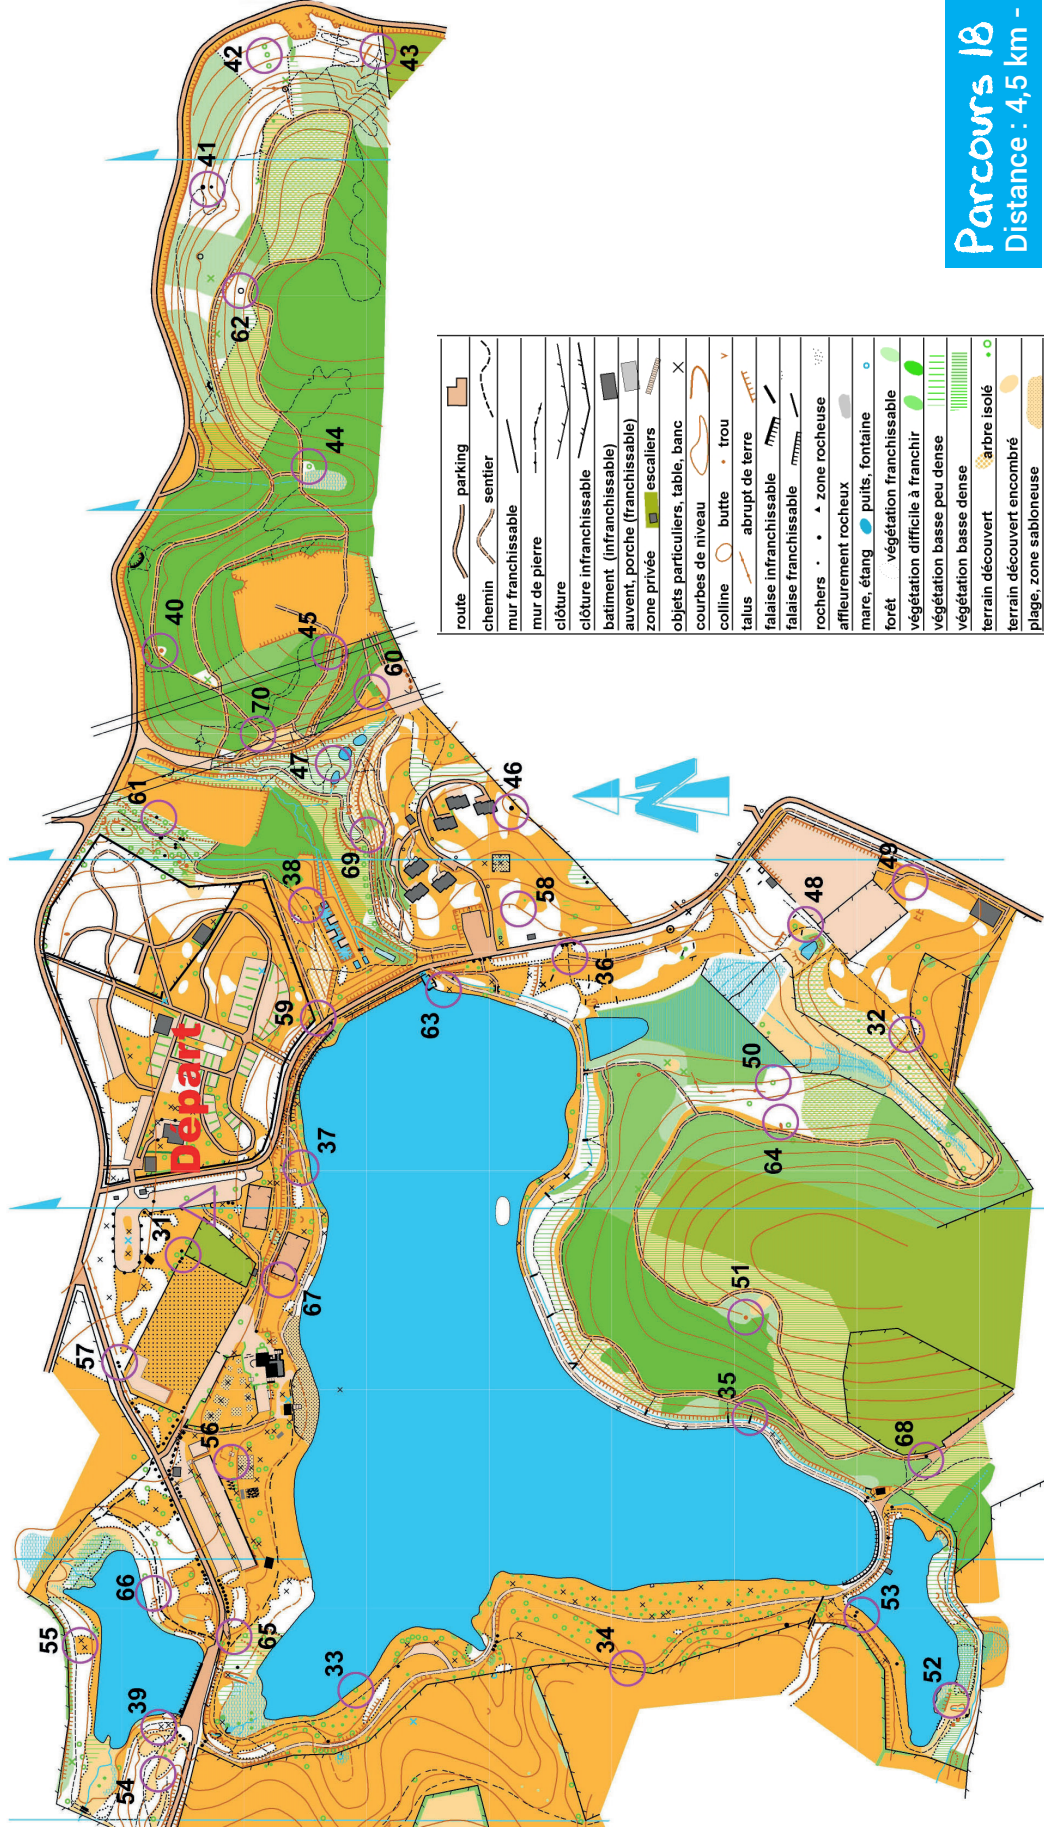 Parcours 18
Distance : 4,5 km -
Départ
31
32
33
34
35
36
37
38
39
40
41
42
43
44
45
46
47
48
49
50
51
52
53
54
55
56
57
58
59
60
61
62
63
64
65
66
67
68
69
70
N
route parking
chemin sentier
mur franchissable
mur de pierre
clôture
clôture infranchissable
batiment (infranchissable)
auvent, porche (franchissable)
zone privée escaliers
objets particuliers, table, banc
courbes de niveau
colline butte trou
talus abrupt de terre
falaise infranchissable
falaise franchissable
rochers zone rocheuse
affleurement rocheux
mare, étang puits, fontaine
forêt végétation franchissable
végétation difficile à franchir
végétation basse peu dense
végétation basse dense
terrain découvert arbre isolé
terrain découvert encombré
plage, zone sabloneuse